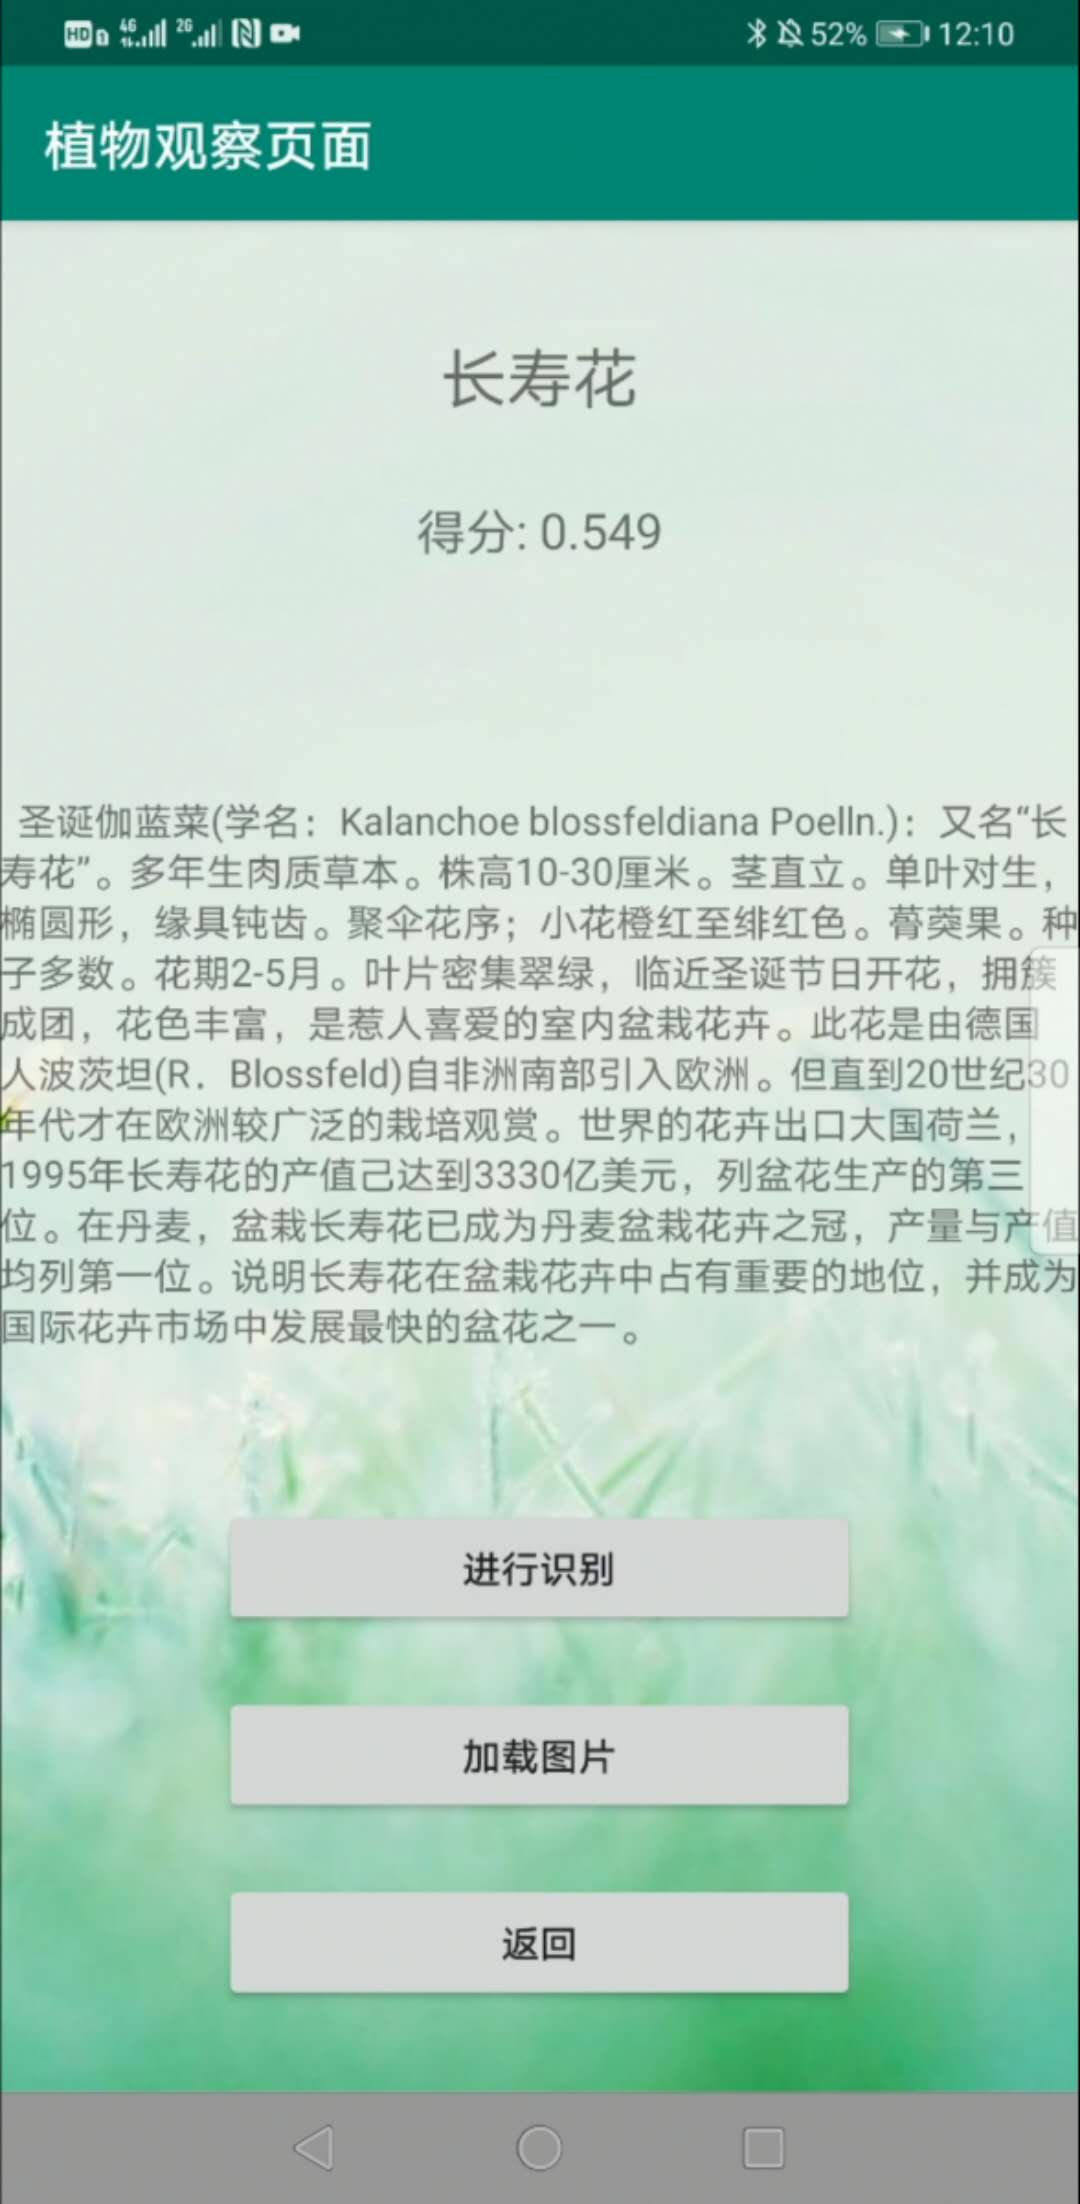 HD 1 4G 2G 52% 12:10
植物观察页面
长寿花
得分: 0.549
圣诞伽蓝菜(学名：Kalanchoe blossfeldiana Poelln.)：又名“长
寿花”。多年生肉质草本。株高10-30厘米。茎直立。单叶对生，
椭圆形，缘具钝齿。聚伞花序；小花橙红至绯红色。蓇葖果。种
子多数。花期2-5月。叶片密集翠绿，临近圣诞节日开花，拥簇
成团，花色丰富，是惹人喜爱的室内盆栽花卉。此花是由德国
人波茨坦(R．Blossfeld)自非洲南部引入欧洲。但直到20世纪30
年代才在欧洲较广泛的栽培观赏。世界的花卉出口大国荷兰，
1995年长寿花的产值己达到3330亿美元，列盆花生产的第三
位。在丹麦，盆栽长寿花已成为丹麦盆栽花卉之冠，产量与产值
均列第一位。说明长寿花在盆栽花卉中占有重要的地位，并成为
国际花卉市场中发展最快的盆花之一。
进行识别
加载图片
返回